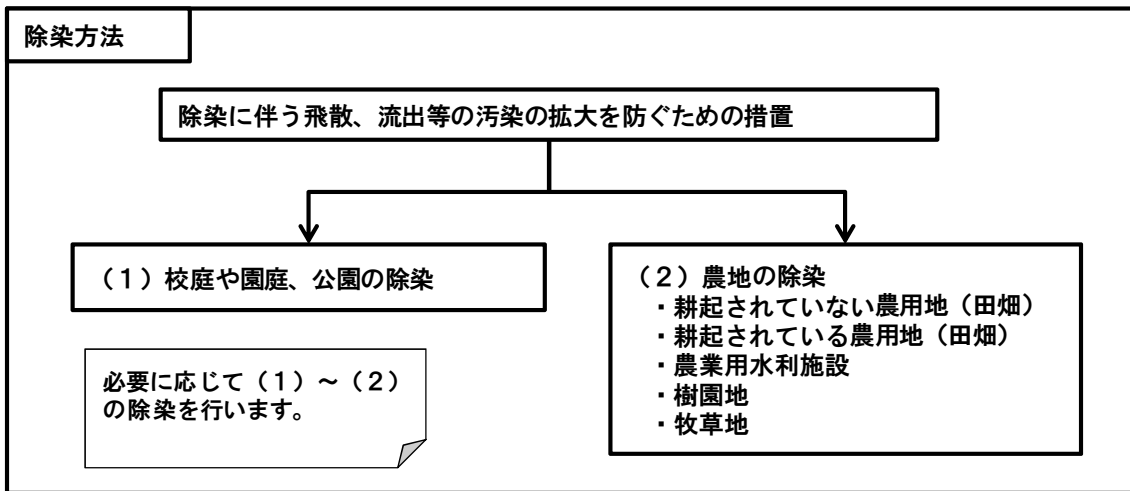 除染方法
除染に伴う飛散、流出等の汚染の拡大を防ぐための措置
（１）校庭や園庭、公園の除染
（２）農地の除染
・耕起されていない農用地（田畑）
・耕起されている農用地（田畑）
・農業用水利施設
・樹園地
・牧草地
必要に応じて（１）～（２）
の除染を行います。